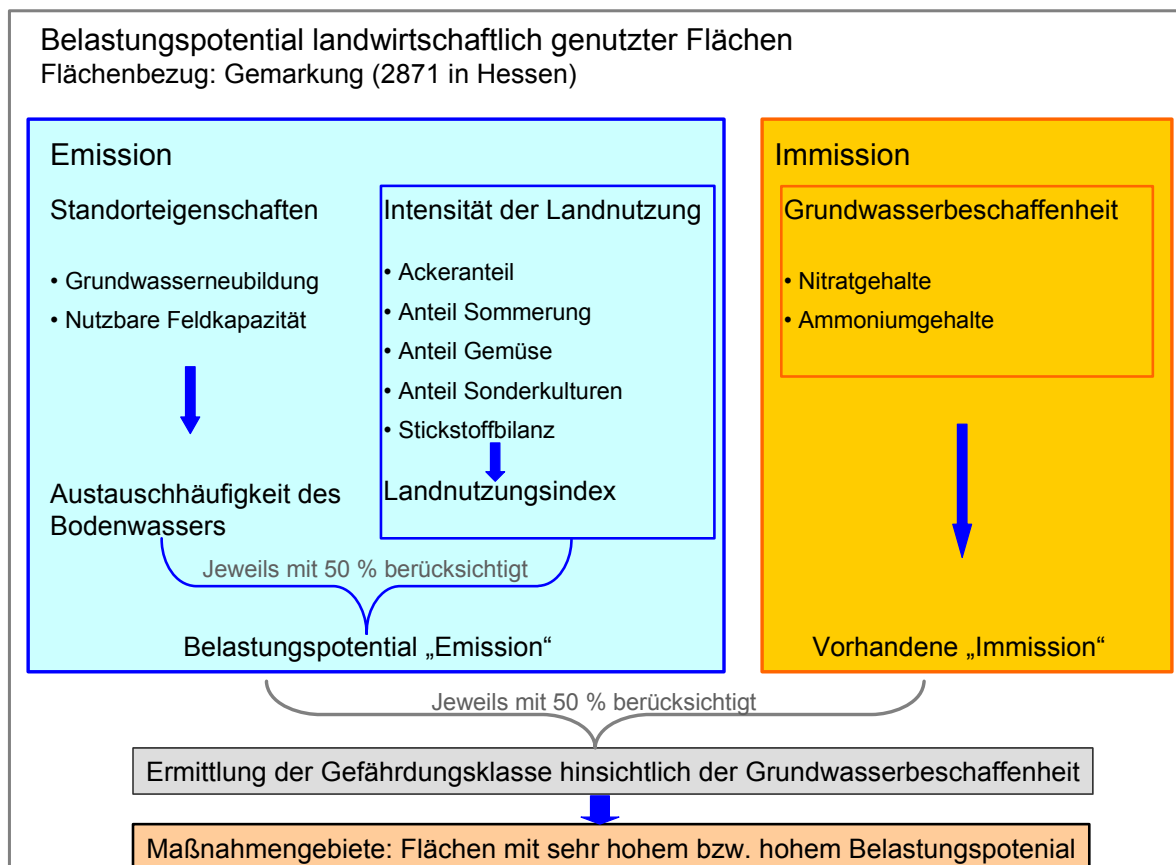 Belastungspotential landwirtschaftlich genutzter Flächen
Flächenbezug: Gemarkung (2871 in Hessen)
Emission
Standorteigenschaften
• Grundwasserneubildung
• Nutzbare Feldkapazität
Austauschhäufigkeit des
Bodenwassers
Intensität der Landnutzung
• Ackeranteil
• Anteil Sommerung
• Anteil Gemüse
• Anteil Sonderkulturen
• Stickstoffbilanz
Landnutzungsindex
Jeweils mit 50 % berücksichtigt
Belastungspotential „Emission“
Immission
Grundwasserbeschaffenheit
• Nitratgehalte
• Ammoniumgehalte
Vorhandene „Immission“
Jeweils mit 50 % berücksichtigt
Ermittlung der Gefährdungsklasse hinsichtlich der Grundwasserbeschaffenheit
Maßnahmengebiete: Flächen mit sehr hohem bzw. hohem Belastungspotenial